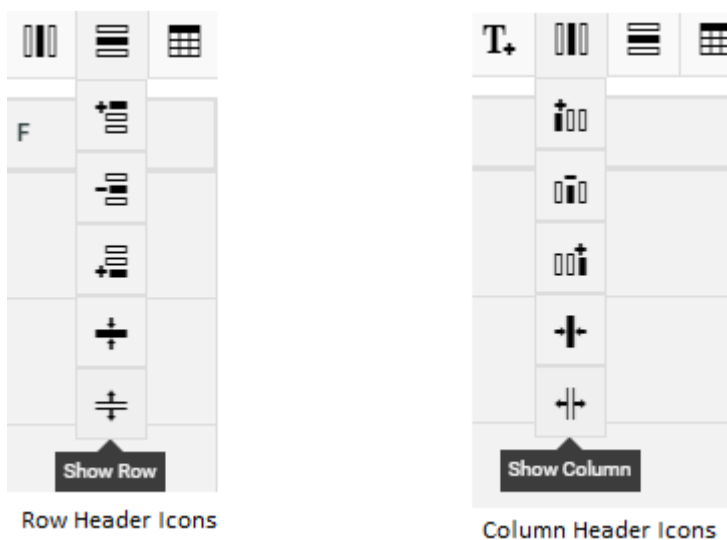 T+
F
Show Row
Show Column
Row Header Icons
Column Header Icons